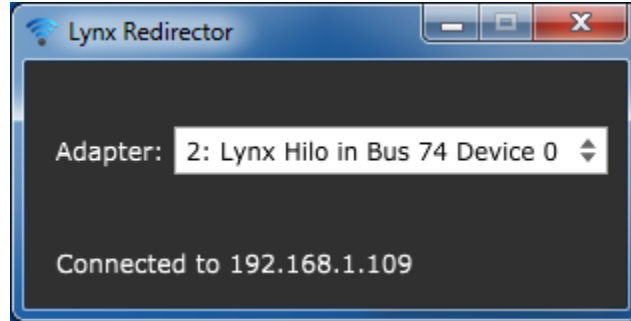 Lynx Redirector
Adapter: 2: Lynx Hilo in Bus 74 Device 0
Connected to 192.168.1.109